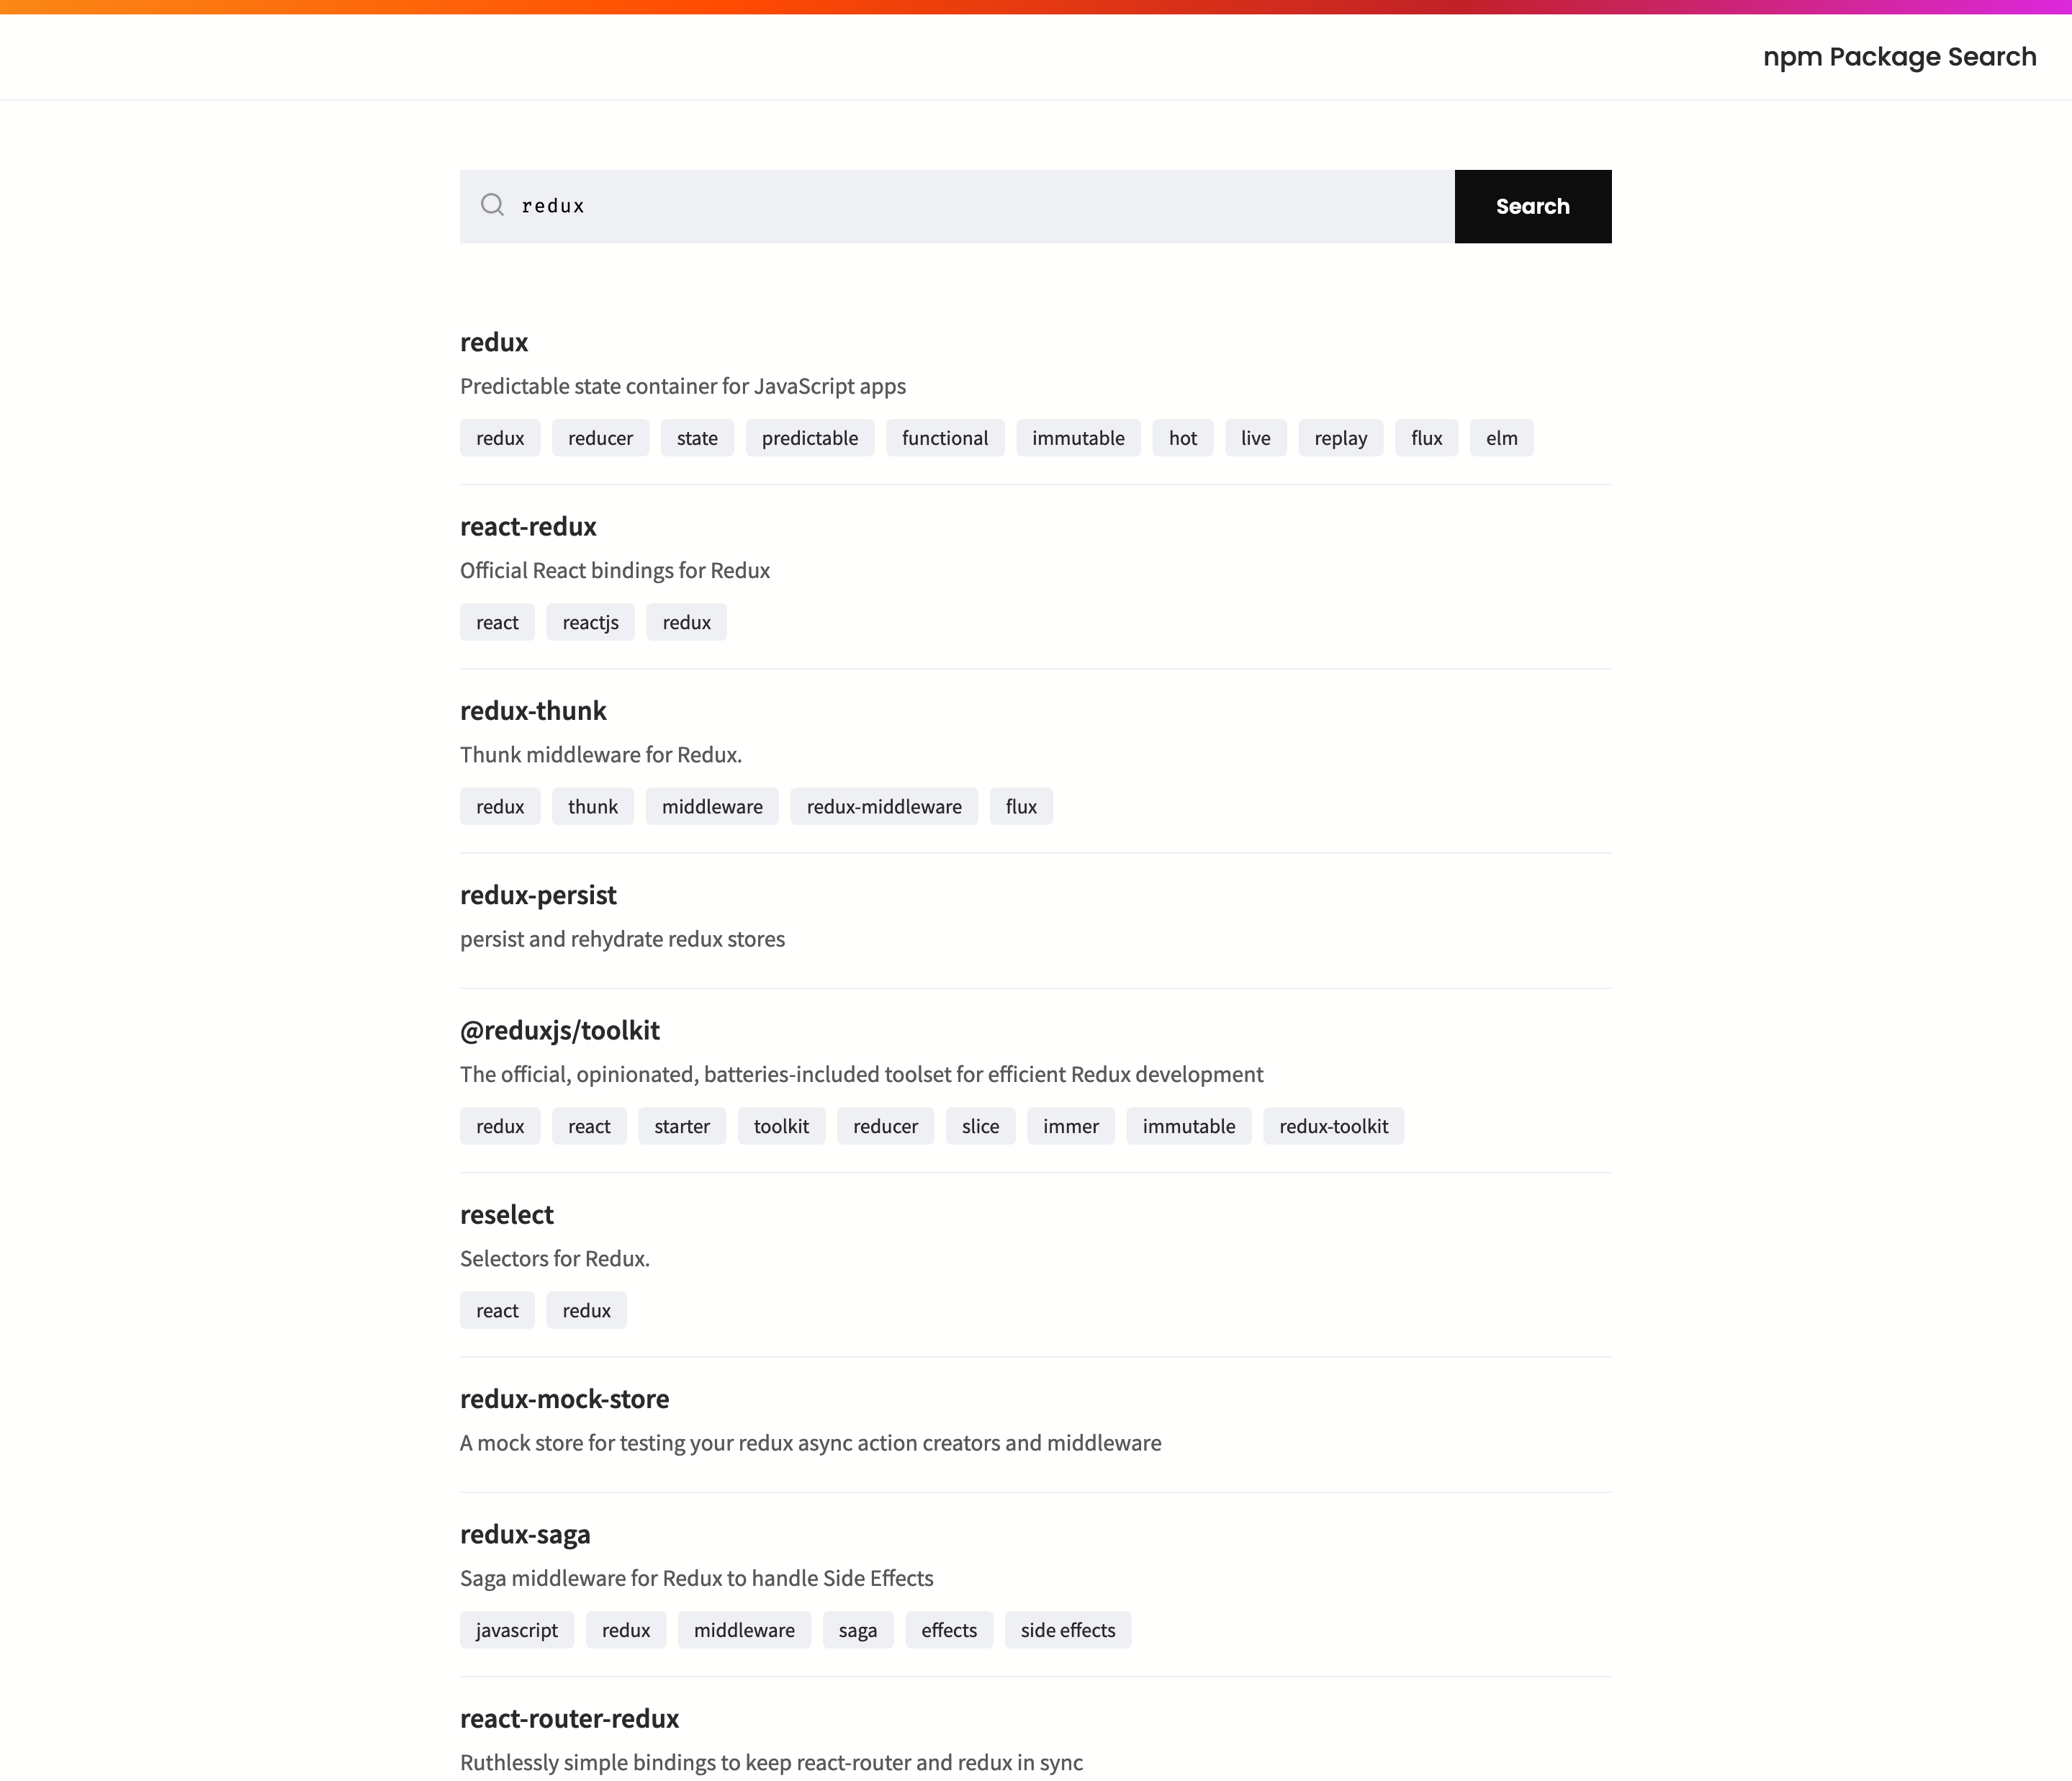 npm Package Search
redux
Search
redux
Predictable state container for JavaScript apps
redux reducer state predictable functional immutable hot live replay flux elm
react-redux
Official React bindings for Redux
react reactjs redux
redux-thunk
Thunk middleware for Redux.
redux thunk middleware redux-middleware flux
redux-persist
persist and rehydrate redux stores
@reduxjs/toolkit
The official, opinionated, batteries-included toolset for efficient Redux development
redux react starter toolkit reducer slice immer immutable redux-toolkit
reselect
Selectors for Redux.
react redux
redux-mock-store
A mock store for testing your redux async action creators and middleware
redux-saga
Saga middleware for Redux to handle Side Effects
javascript redux middleware saga effects side effects
react-router-redux
Ruthlessly simple bindings to keep react-router and redux in sync